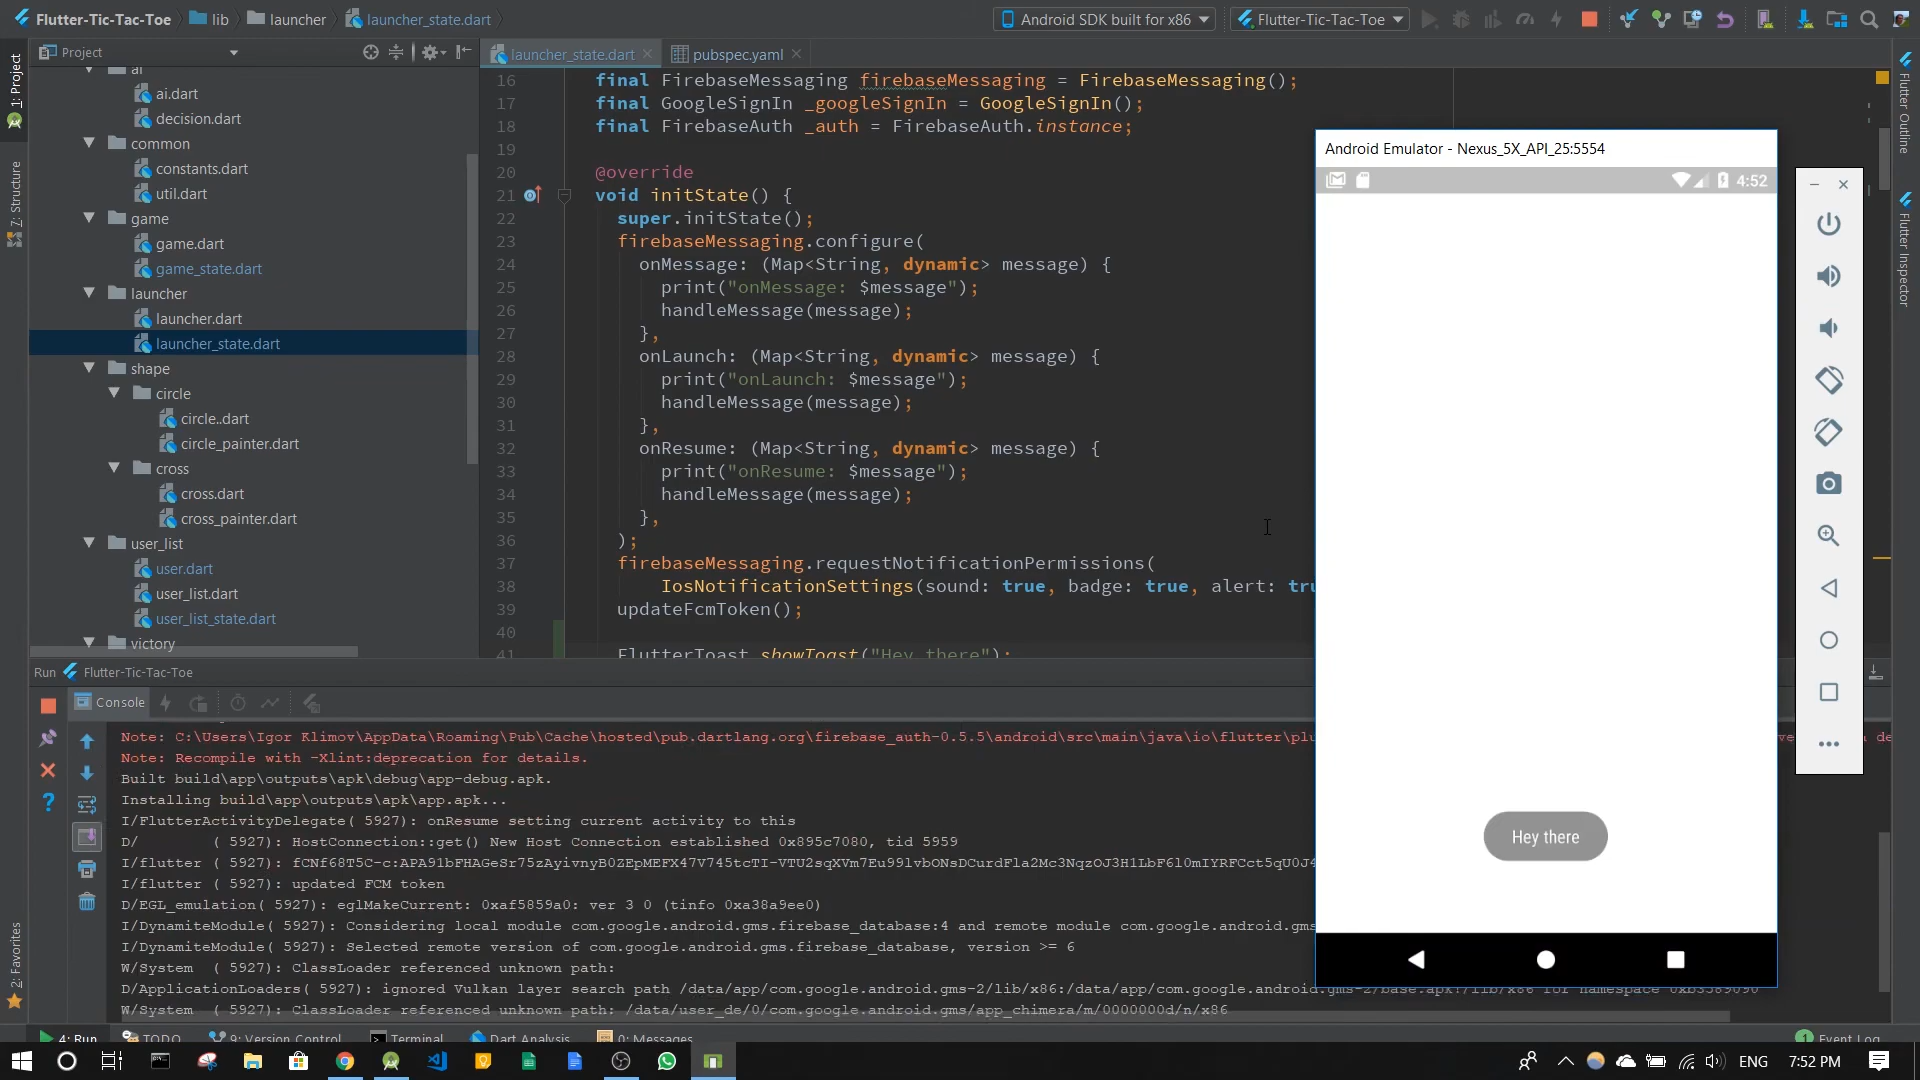 Flutter-Tic-Tac-Toe
lib
launcher
launcher_state.dart
Android SDK built for x86
Flutter-Tic-Tac-Toe
Project
launcher_state.dart
pubspec.yaml
1: Project
7: Structure
2: Favorites
Flutter Outline
Flutter Inspector
ai
ai.dart
decision.dart
common
constants.dart
util.dart
game
game.dart
game_state.dart
launcher
launcher.dart
launcher_state.dart
shape
circle
circle..dart
circle_painter.dart
cross
cross.dart
cross_painter.dart
user_list
user.dart
user_list.dart
user_list_state.dart
victory
16 final FirebaseMessaging firebaseMessaging = FirebaseMessaging();
17 final GoogleSignIn _googleSignIn = GoogleSignIn();
18 final FirebaseAuth _auth = FirebaseAuth.instance;
19
20 @override
21 void initState() {
22 super.initState();
23 firebaseMessaging.configure(
24 onMessage: (Map<String, dynamic> message) {
25 print("onMessage: $message");
26 handleMessage(message);
27 },
28 onLaunch: (Map<String, dynamic> message) {
29 print("onLaunch: $message");
30 handleMessage(message);
31 },
32 onResume: (Map<String, dynamic> message) {
33 print("onResume: $message");
34 handleMessage(message);
35 },
36 );
37 firebaseMessaging.requestNotificationPermissions(
38 IosNotificationSettings(sound: true, badge: true, alert: tru
39 updateFcmToken();
40
41 FlutterToast.showToast("Hey there");
Android Emulator - Nexus_5X_API_25:5554
4:52
Hey there
Run
Flutter-Tic-Tac-Toe
Console
Note: C:\Users\Igor Klimov\AppData\Roaming\Pub\Cache\hosted\pub.dartlang.org\firebase_auth-0.5.5\android\src\main\java\io\flutter\plu
Note: Recompile with -Xlint:deprecation for details.
Built build\app\outputs\apk\debug\app-debug.apk.
Installing build\app\outputs\apk\app.apk...
I/FlutterActivityDelegate( 5927): onResume setting current activity to this
D/ ( 5927): HostConnection::get() New Host Connection established 0x895c7080, tid 5959
I/flutter ( 5927): updated FCM token
D/EGL_emulation( 5927): eglMakeCurrent: 0xaf5859a0: ver 3 0 (tinfo 0xa38a9ee0)
I/DynamiteModule( 5927): Considering local module com.google.android.gms.firebase_database:4 and remote module com.google.android.gms
I/DynamiteModule( 5927): Selected remote version of com.google.android.gms.firebase_database, version >= 6
W/System ( 5927): ClassLoader referenced unknown path:
D/ApplicationLoaders( 5927): ignored Vulkan layer search path /data/app/com.google.android.gms-2/lib/x86:/data/app/com.google.android.gms-2/base.apk!/lib/x86 for namespace 0xb3589090
W/System ( 5927): ClassLoader referenced unknown path: /data/user_de/0/com.google.android.gms/app_chimera/m/0000000d/n/x86
4: Run
TODO
9: Version Control
Terminal
Dart Analysis
0: Messages
Event Log
ENG
7:52 PM